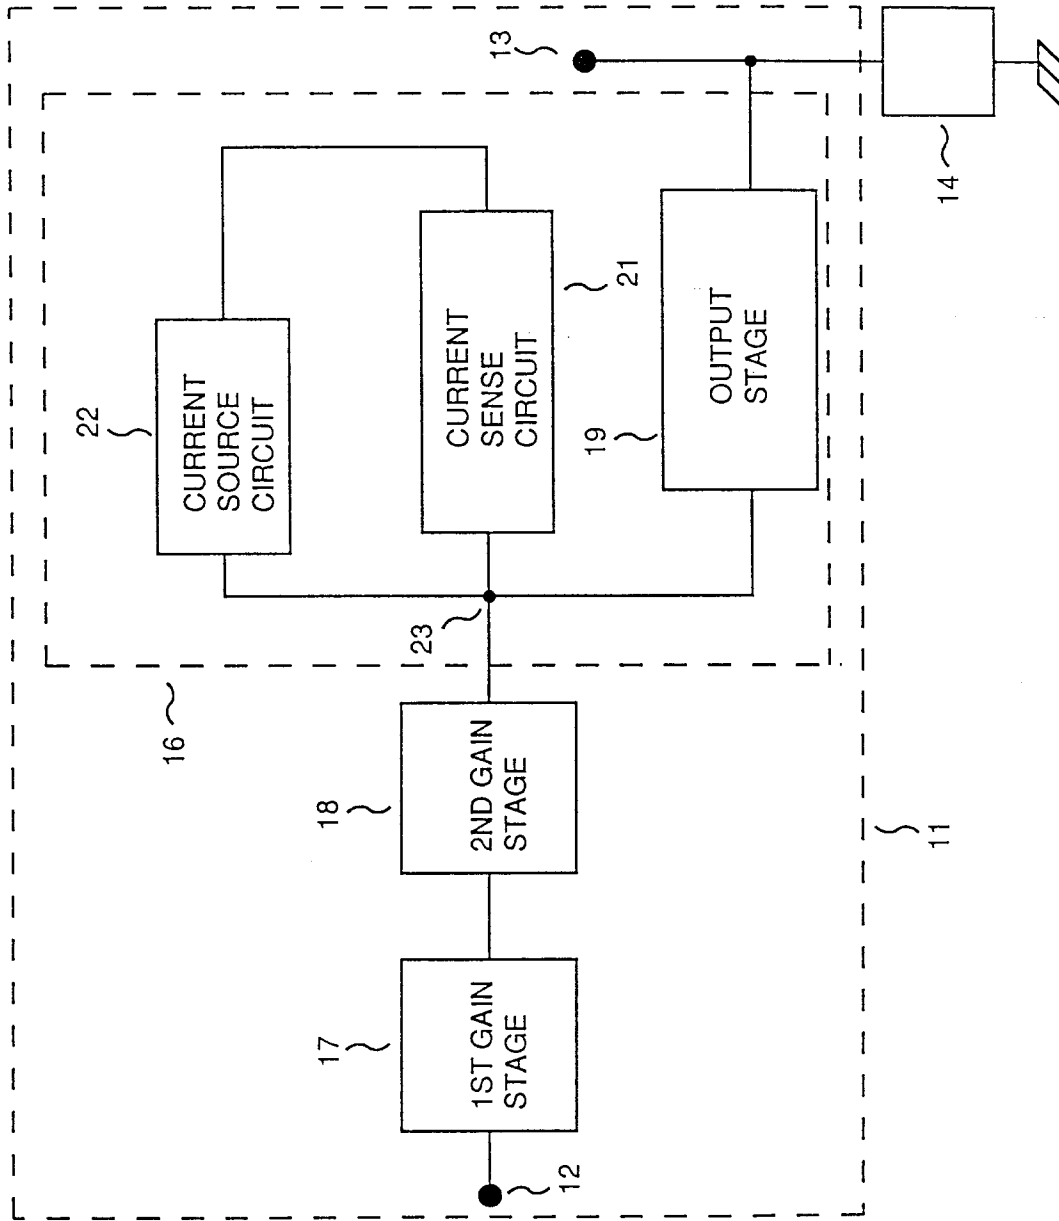 22
16
CURRENT
SOURCE
CIRCUIT
17
18
23
1ST GAIN
STAGE
2ND GAIN
STAGE
CURRENT
SENSE
CIRCUIT
13
12
19
21
OUTPUT
STAGE
11
14